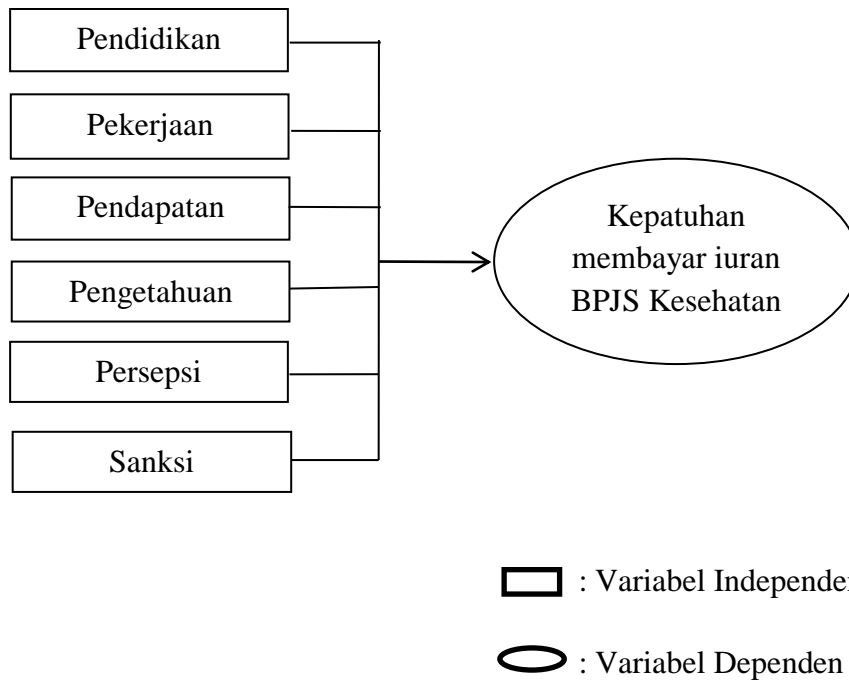 Pendidikan
Pekerjaan
Pendapatan
Pengetahuan
Persepsi
Sanksi
Kepatuhan
membayar iuran
BPJS Kesehatan
: Variabel Independen
: Variabel Dependen